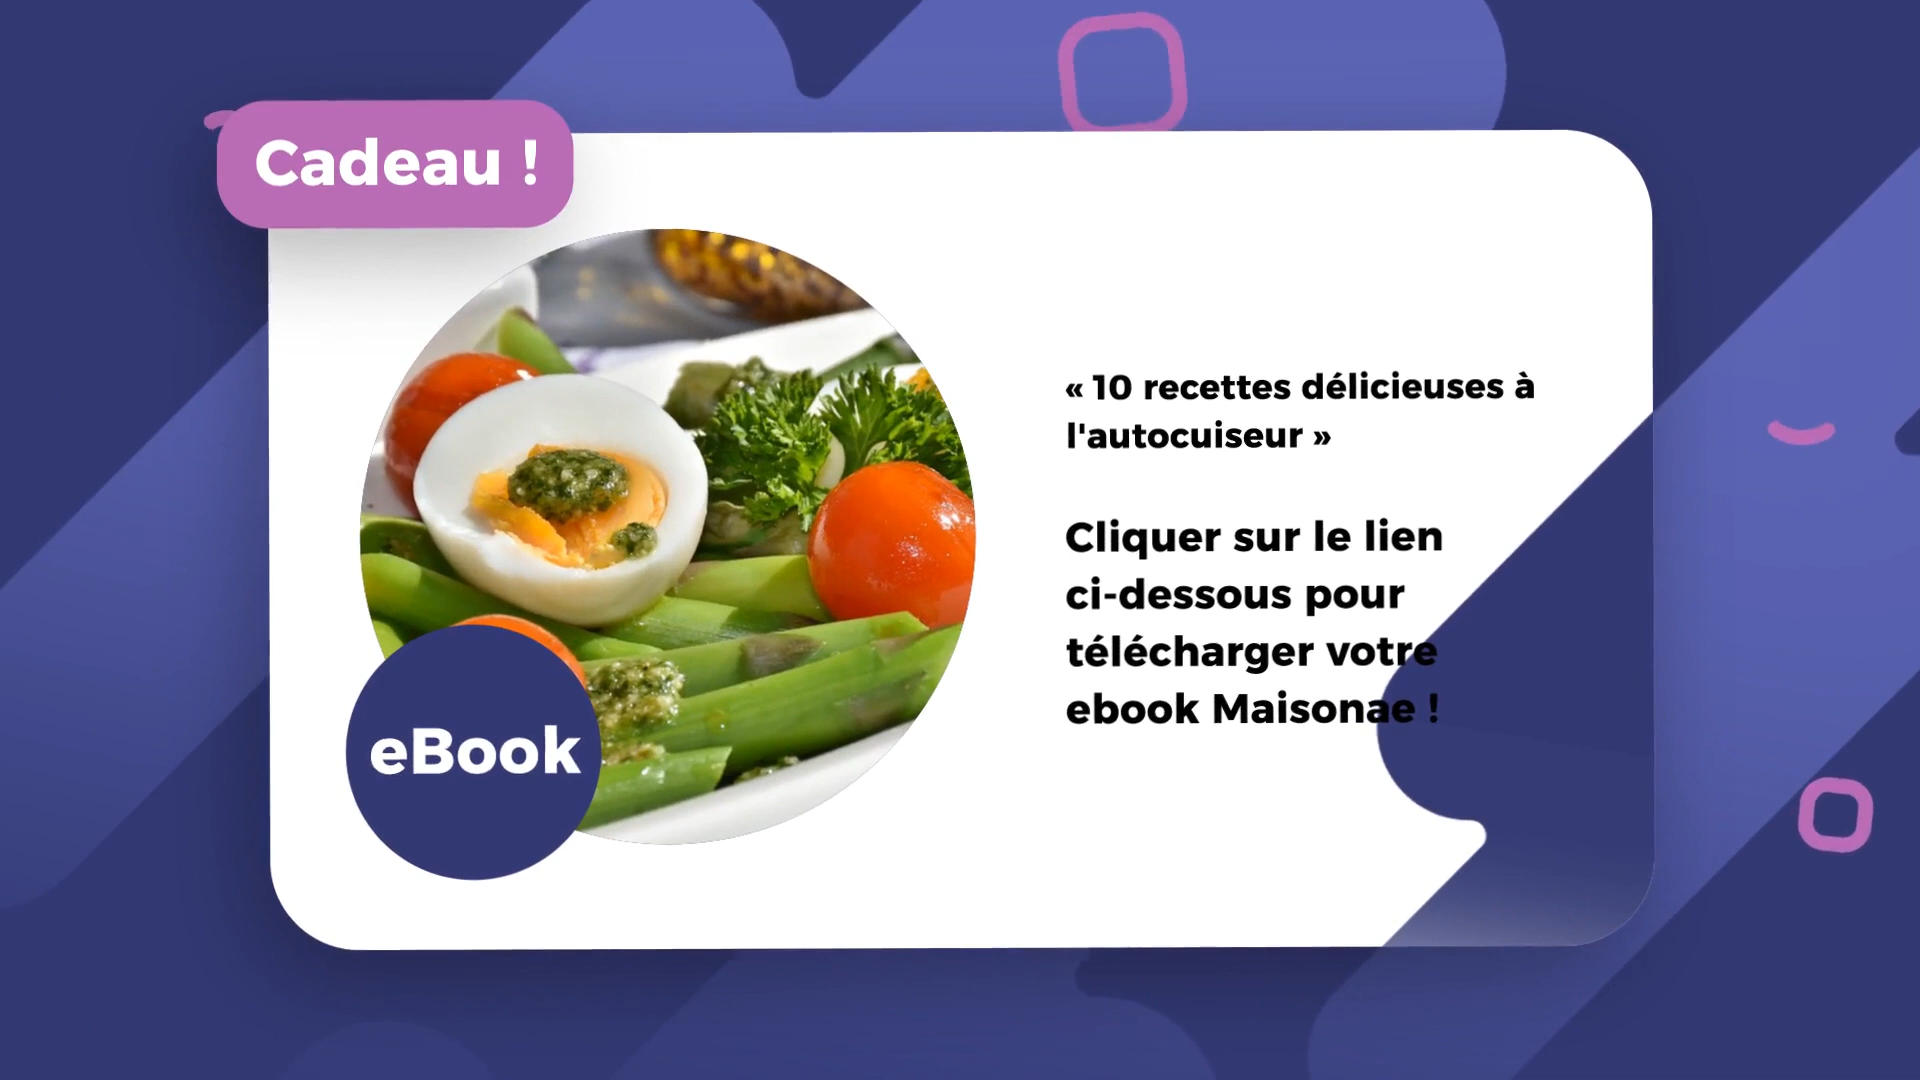 Cadeau !
« 10 recettes délicieuses à
l'autocuiseur »
Cliquer sur le lien
ci-dessous pour
télécharger votre
ebook Maisonae !
eBook